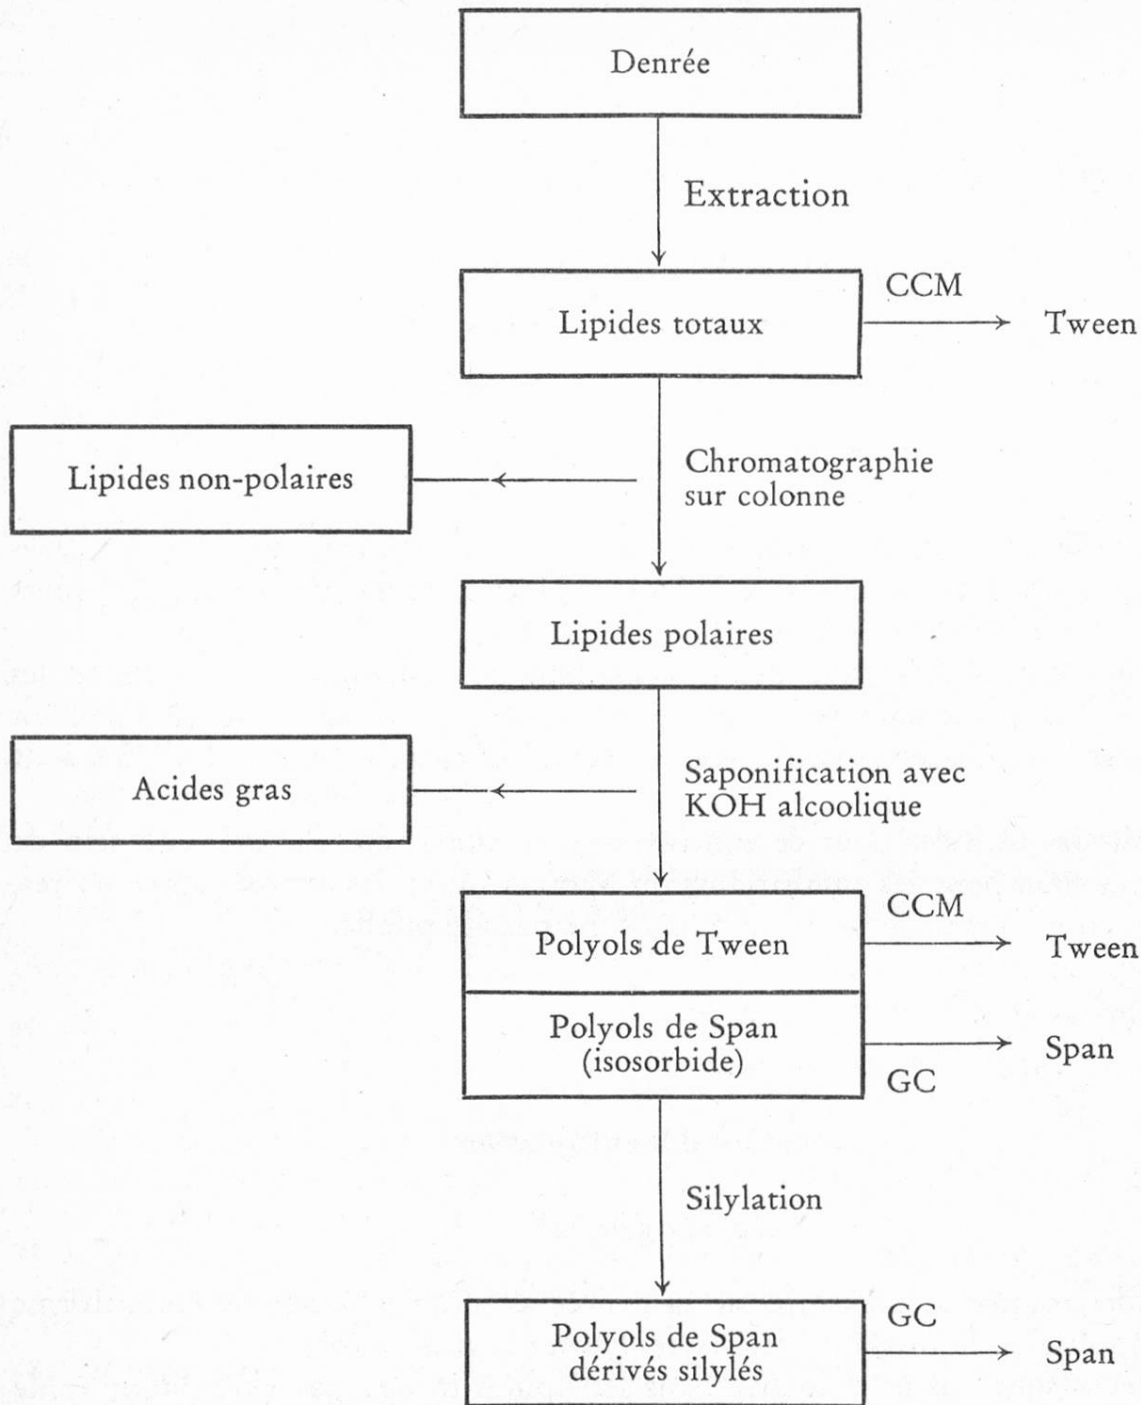 Denrée
Extraction
CCM
Lipides totaux
Tween
Chromatographie
sur colonne
Lipides non-polaires
Lipides polaires
Saponification avec
KOH alcoolique
Acides gras
CCM
Polyols de Tween
Tween
Polyols de Span
(isosorbide)
Span
GC
Silylation
GC
Polyols de Span
dérivés silylés
Span